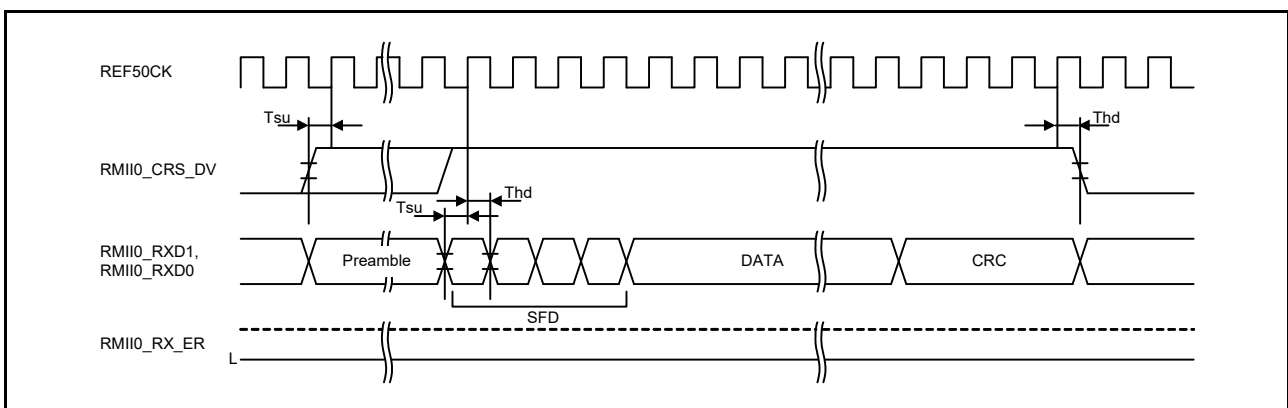 REF50CK
Tsu
Thd
RMII0_CRS_DV
Tsu
Thd
RMII0_RXD1,
RMII0_RXD0
Preamble
DATA
CRC
SFD
RMII0_RX_ER
L